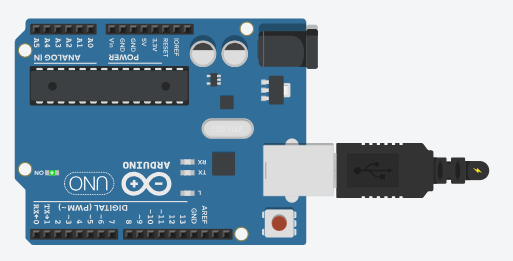 A5
A4
A3
A2
A1
A0
Vin
GND
GND
5V
3.3V
RESET
IOREF
ANALOG IN
POWER
RX
TX
ON
ARDUINO
UNO
L
DIGITAL (PWM~)
RX←0
TX→1
2
~3
4
~5
~6
7
8
~9
~10
~11
12
13
GND
AREF